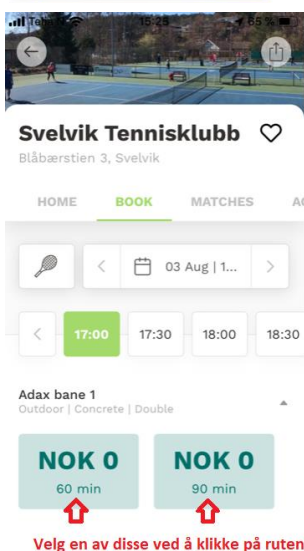 15:28
65 %
Svelvik Tennisklubb
Blåbærstien 3, Svelvik
HOME BOOK MATCHES
03 Aug | 1...
17:00 17:30 18:00 18:30
Adax bane 1
Outdoor | Concrete | Double
NOK 0 NOK 0
60 min 90 min
Velg en av disse ved å klikke på ruten